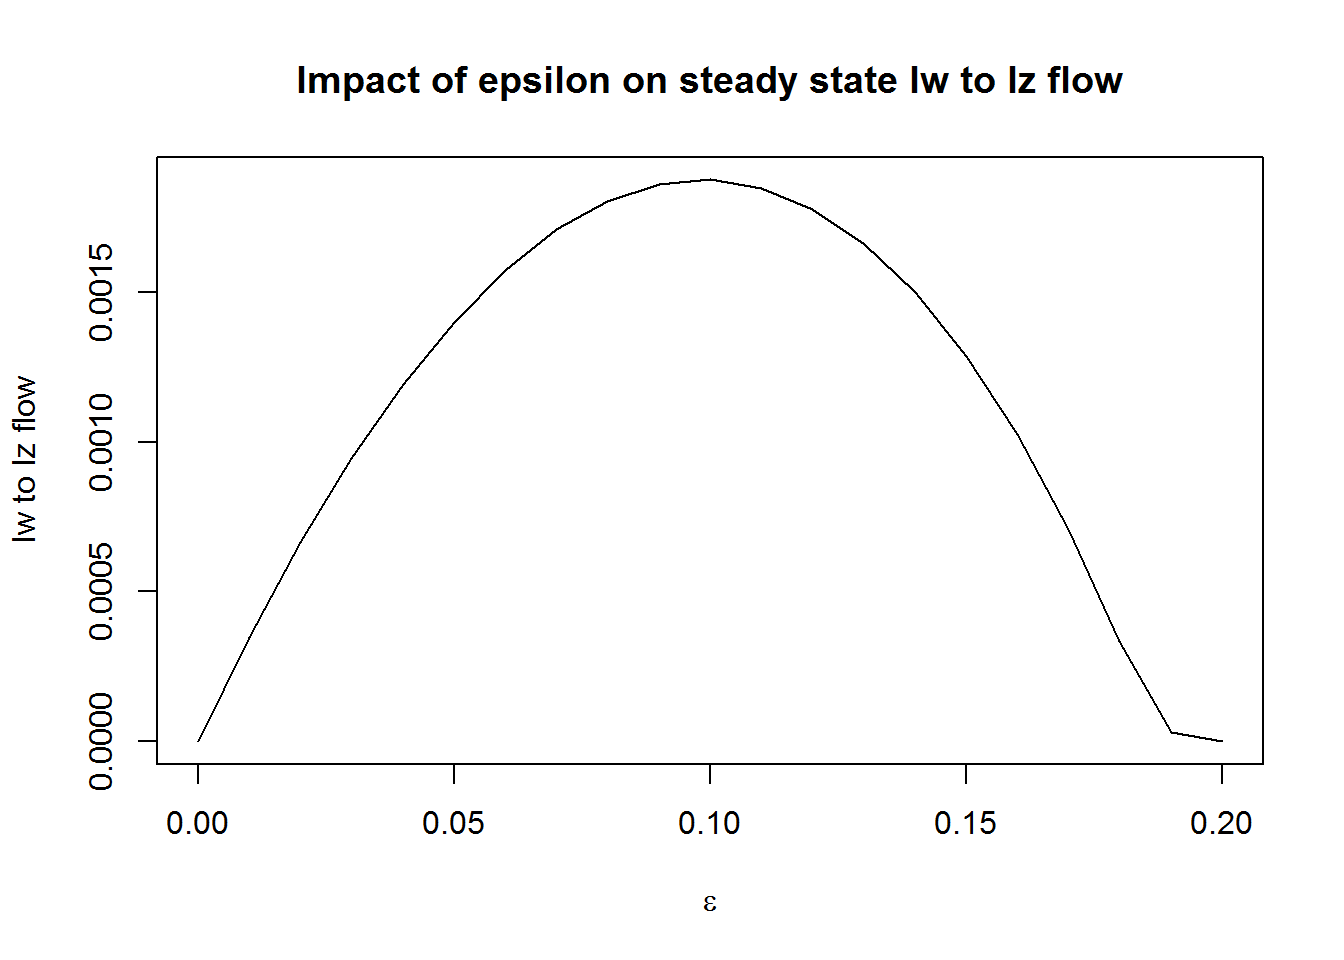 Impact of epsilon on steady state Iw to Iz flow
Iw to Iz flow
0.0015
0.0010
0.0005
0.0000
0.00 0.05 0.10 0.15 0.20
ε